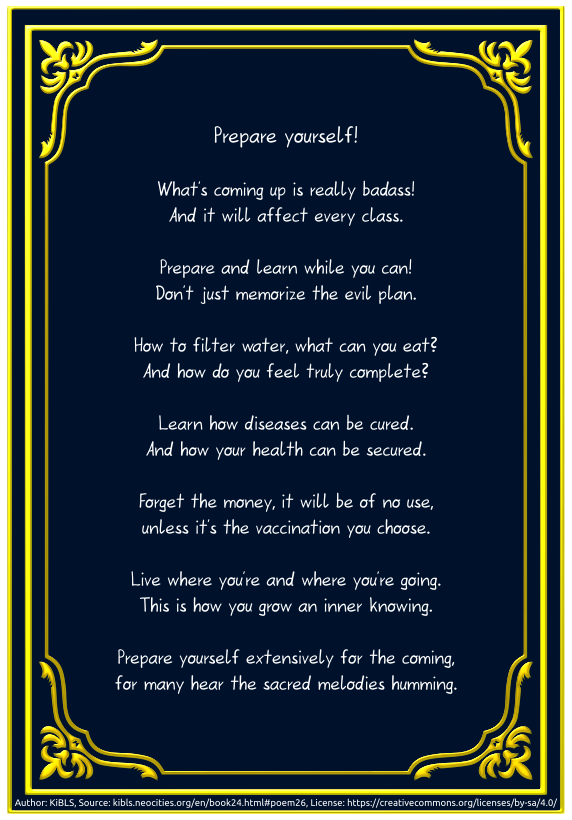 Prepare yourself!
What's coming up is really badass!
And it will affect every class.
Prepare and learn while you can!
Don't just memorize the evil plan.
How to filter water, what can you eat?
And how do you feel truly complete?
Learn how diseases can be cured.
And how your health can be secured.
Forget the money, it will be of no use,
unless it's the vaccination you choose.
Live where you're and where you're going.
This is how you grow an inner knowing.
Prepare yourself extensively for the coming,
for many hear the sacred melodies humming.
Author: KiBLS, Source: kibls.neocities.org/en/book24.html#poem26, License: https://creativecommons.org/licenses/by-sa/4.0/